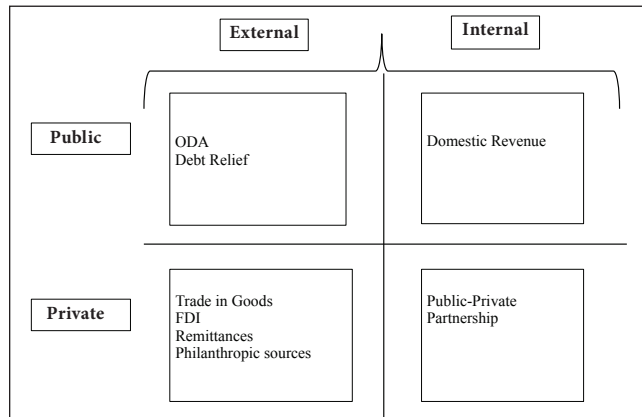 External
Internal
Public
ODA
Debt Relief
Domestic Revenue
Private
Trade in Goods
FDI
Remittances
Philanthropic sources
Public-Private
Partnership